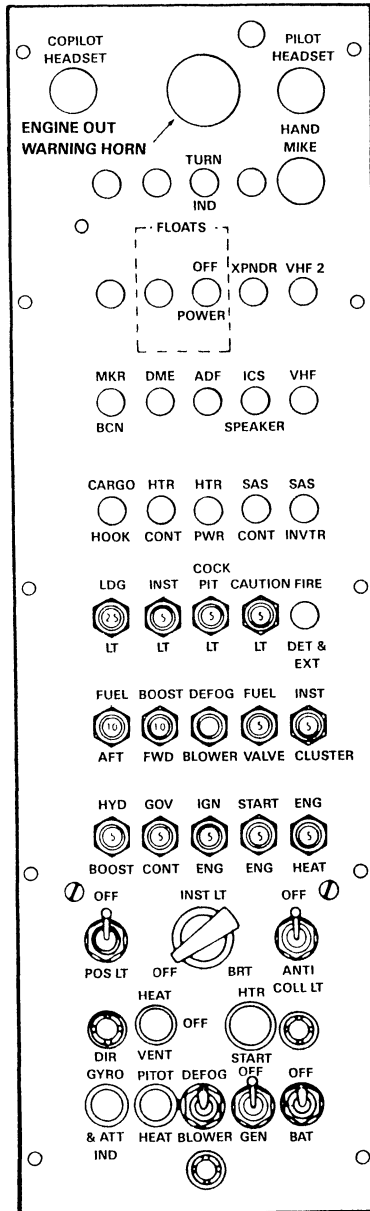 COPILOT PILOT
HEADSET HEADSET
ENGINE OUT HAND
WARNING HORN MIKE
TURN
IND
FLOATS
OFF XPNDR VHF 2
POWER
MKR DME ADF ICS VHF
BCN SPEAKER
CARGO HTR HTR SAS SAS
HOOK CONT PWR CONT INVTR
COCK
LDG INST PIT CAUTION FIRE
25 5 5 5
LT LT LT LT DET &
EXT
FUEL BOOST DEFOG FUEL INST
10 10 5 5
AFT FWD BLOWER VALVE CLUSTER
HYD GOV IGN START ENG
5 5 5 5 5
BOOST CONT ENG ENG HEAT
OFF INST LT OFF
POS LT OFF BRT ANTI
COLL LT
HEAT HTR
OFF
DIR VENT START
GYRO PITOT DEFOG OFF OFF
& ATT HEAT BLOWER GEN BAT
IND